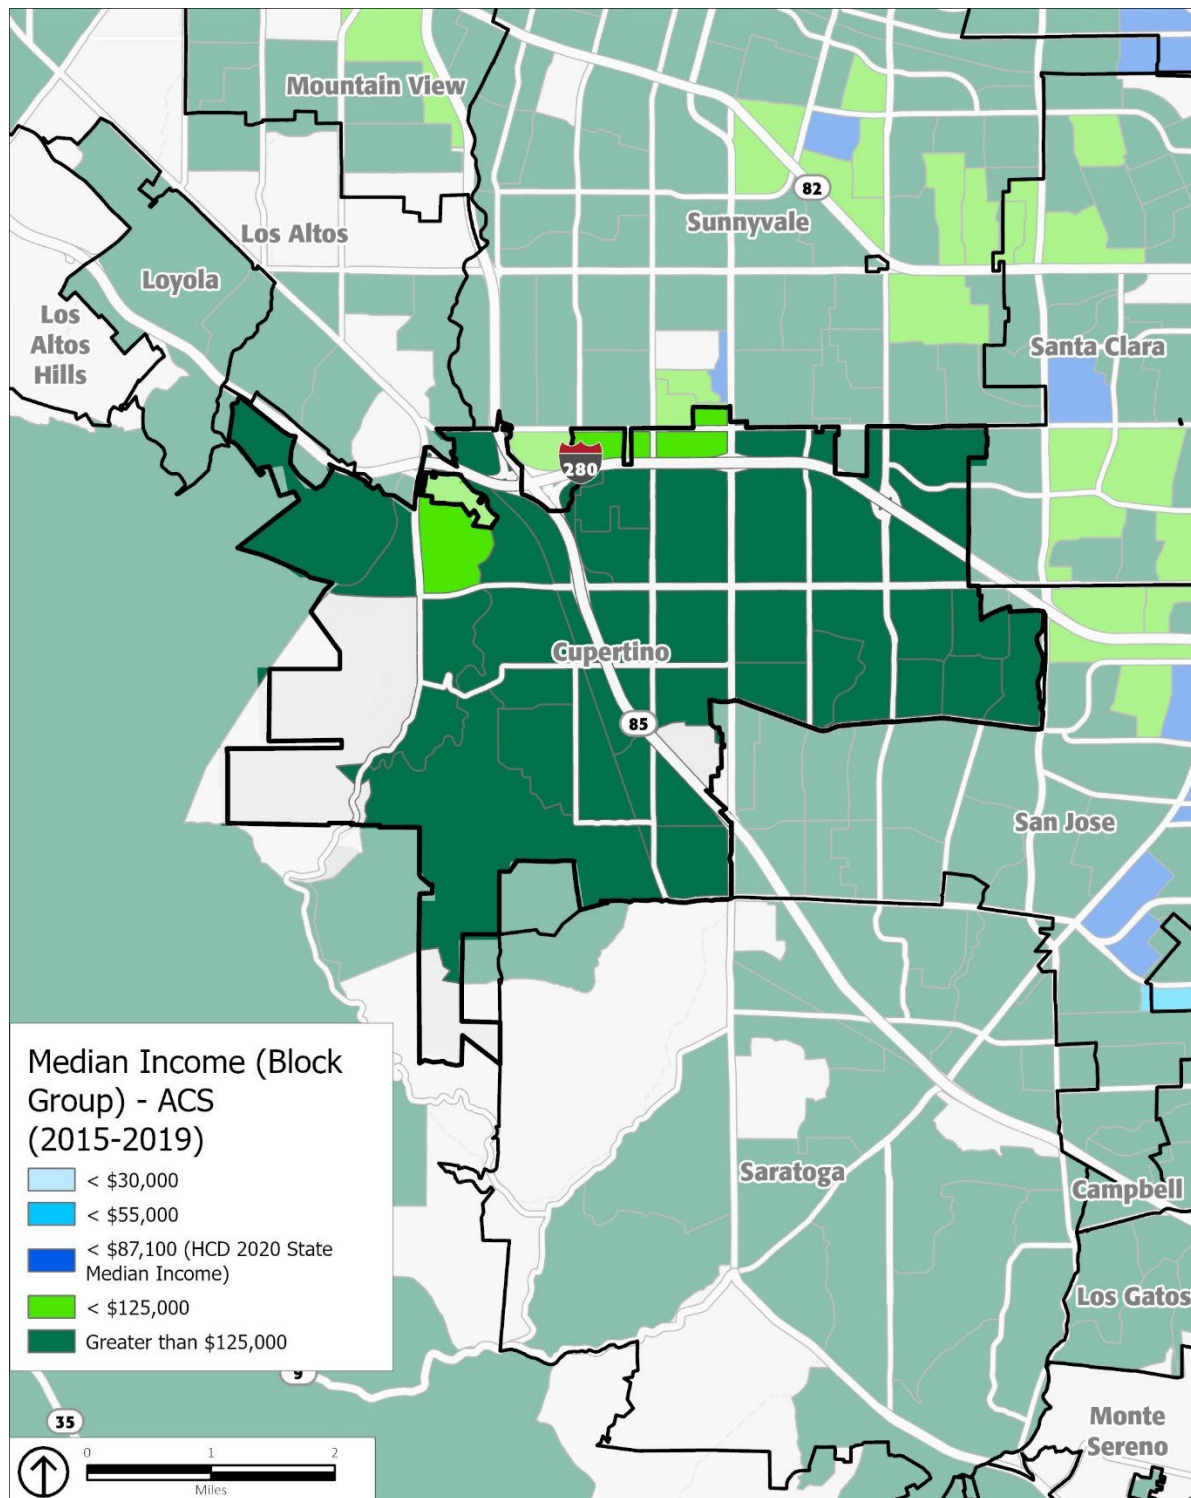 Mountain View
82
Sunnyvale
Los Altos
Loyola
Los
Altos
Hills
Santa Clara
280
Cupertino
85
San Jose
Saratoga
Campbell
Los Gatos
Monte
Sereno
Median Income (Block
Group) - ACS
(2015-2019)
< $30,000
< $55,000
< $87,100 (HCD 2020 State
Median Income)
< $125,000
Greater than $125,000
9
35
0 1 2
Miles